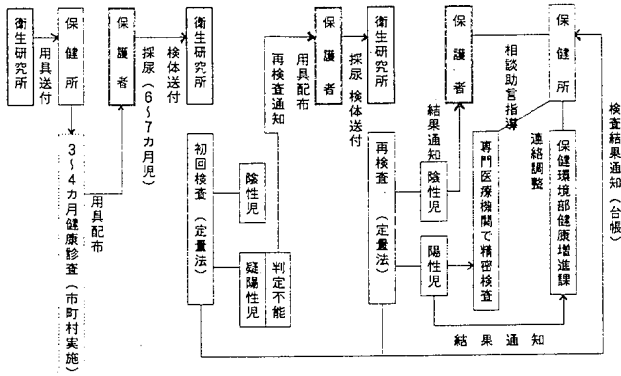 衛生研究所
用具送付
保健所
3～4カ月健康診査（市町村実施）
用具配布
保護者
採尿（6～7カ月児）
検体送付
衛生研究所
初回検査（定量法）
陰性児
疑陽性児
判定不能
再検査通知
用具配布
保護者
採尿 検体送付
衛生研究所
再検査（定量法）
陰性児
陽性児
結果通知
保護者
相談助言指導
保健所
専門医療機関で精密検査
連絡調整
保健環境部健康増進課
結果通知
検査結果通知（台帳）